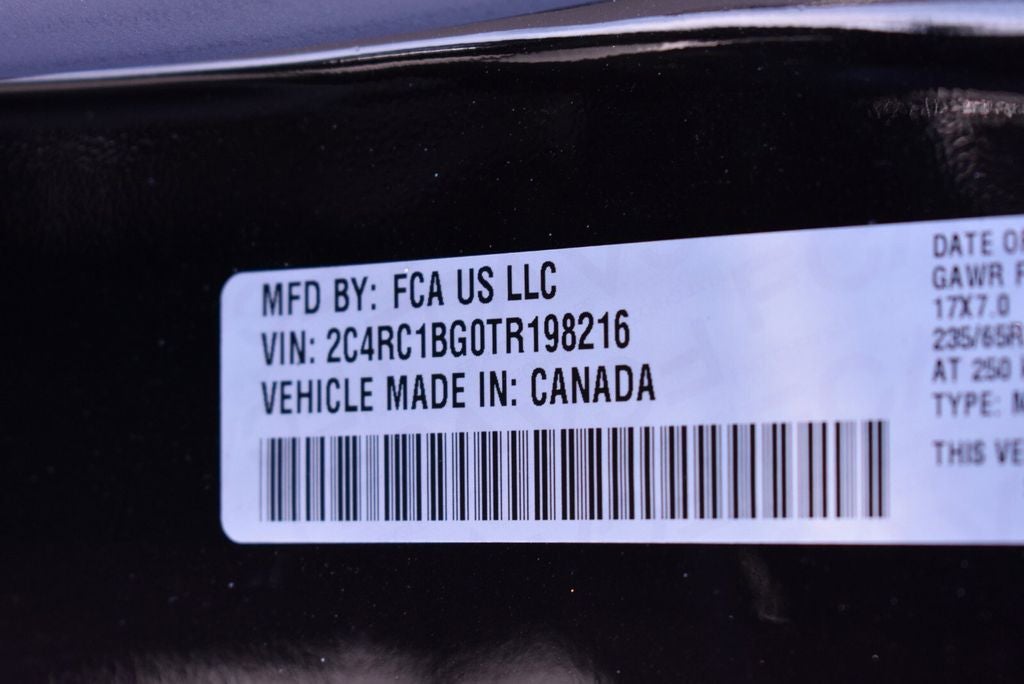 MFD BY: FCA US LLC
VIN: 2C4RC1BG0TR198216
VEHICLE MADE IN: CANADA
DATE
GAWR
17X7.0
235/65R
AT 250
TYPE:
THIS